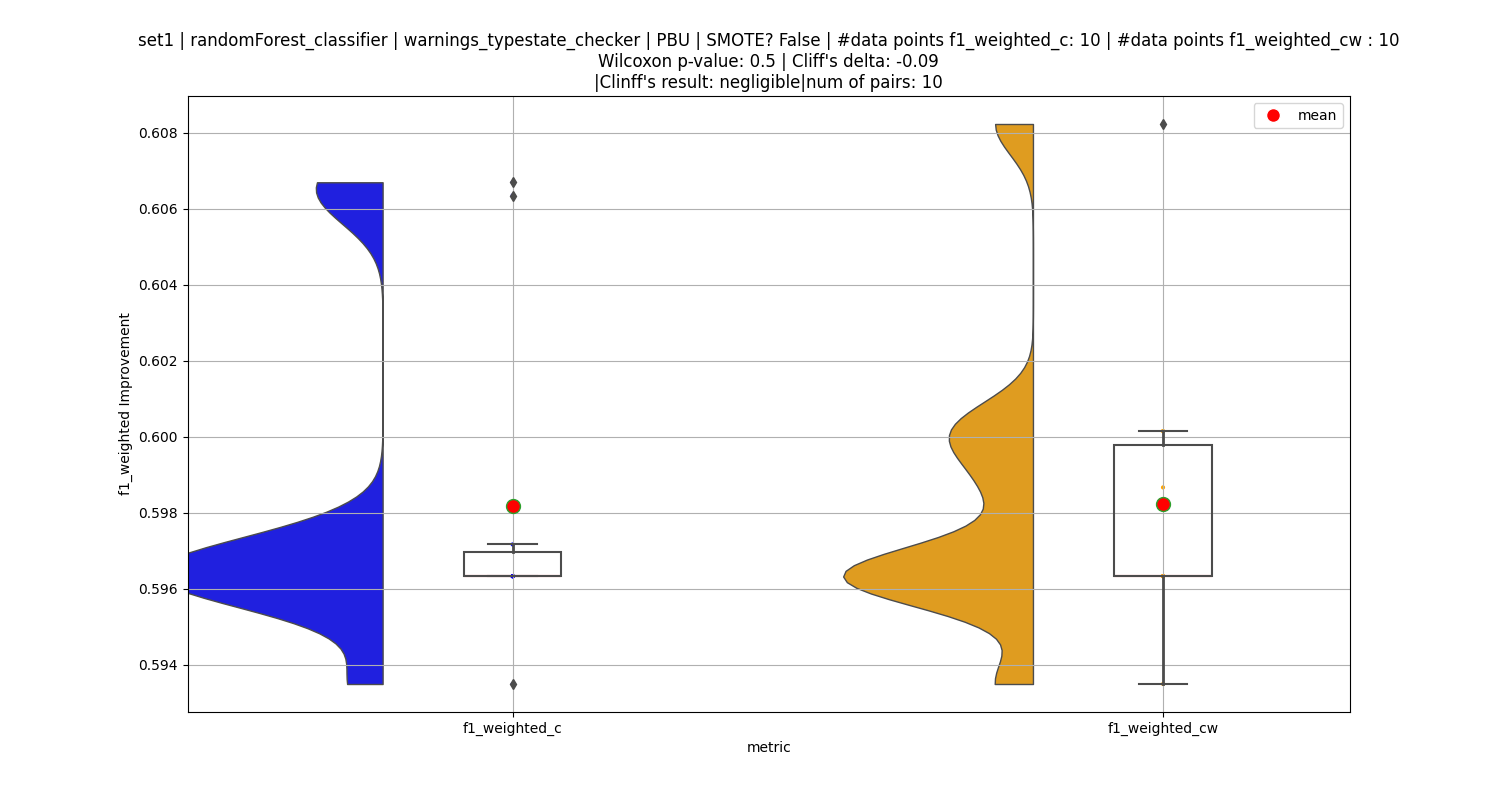 set1 | randomForest_classifier | warnings_typestate_checker | PBU | SMOTE? False | #data points f1_weighted_c: 10 | #data points f1_weighted_cw : 10
Wilcoxon p-value: 0.5 | Cliff's delta: -0.09
|Clinff's result: negligible|num of pairs: 10
mean
0.608
0.606
0.604
0.602
0.600
0.598
0.596
0.594
f1_weighted Improvement
f1_weighted_c
f1_weighted_cw
metric